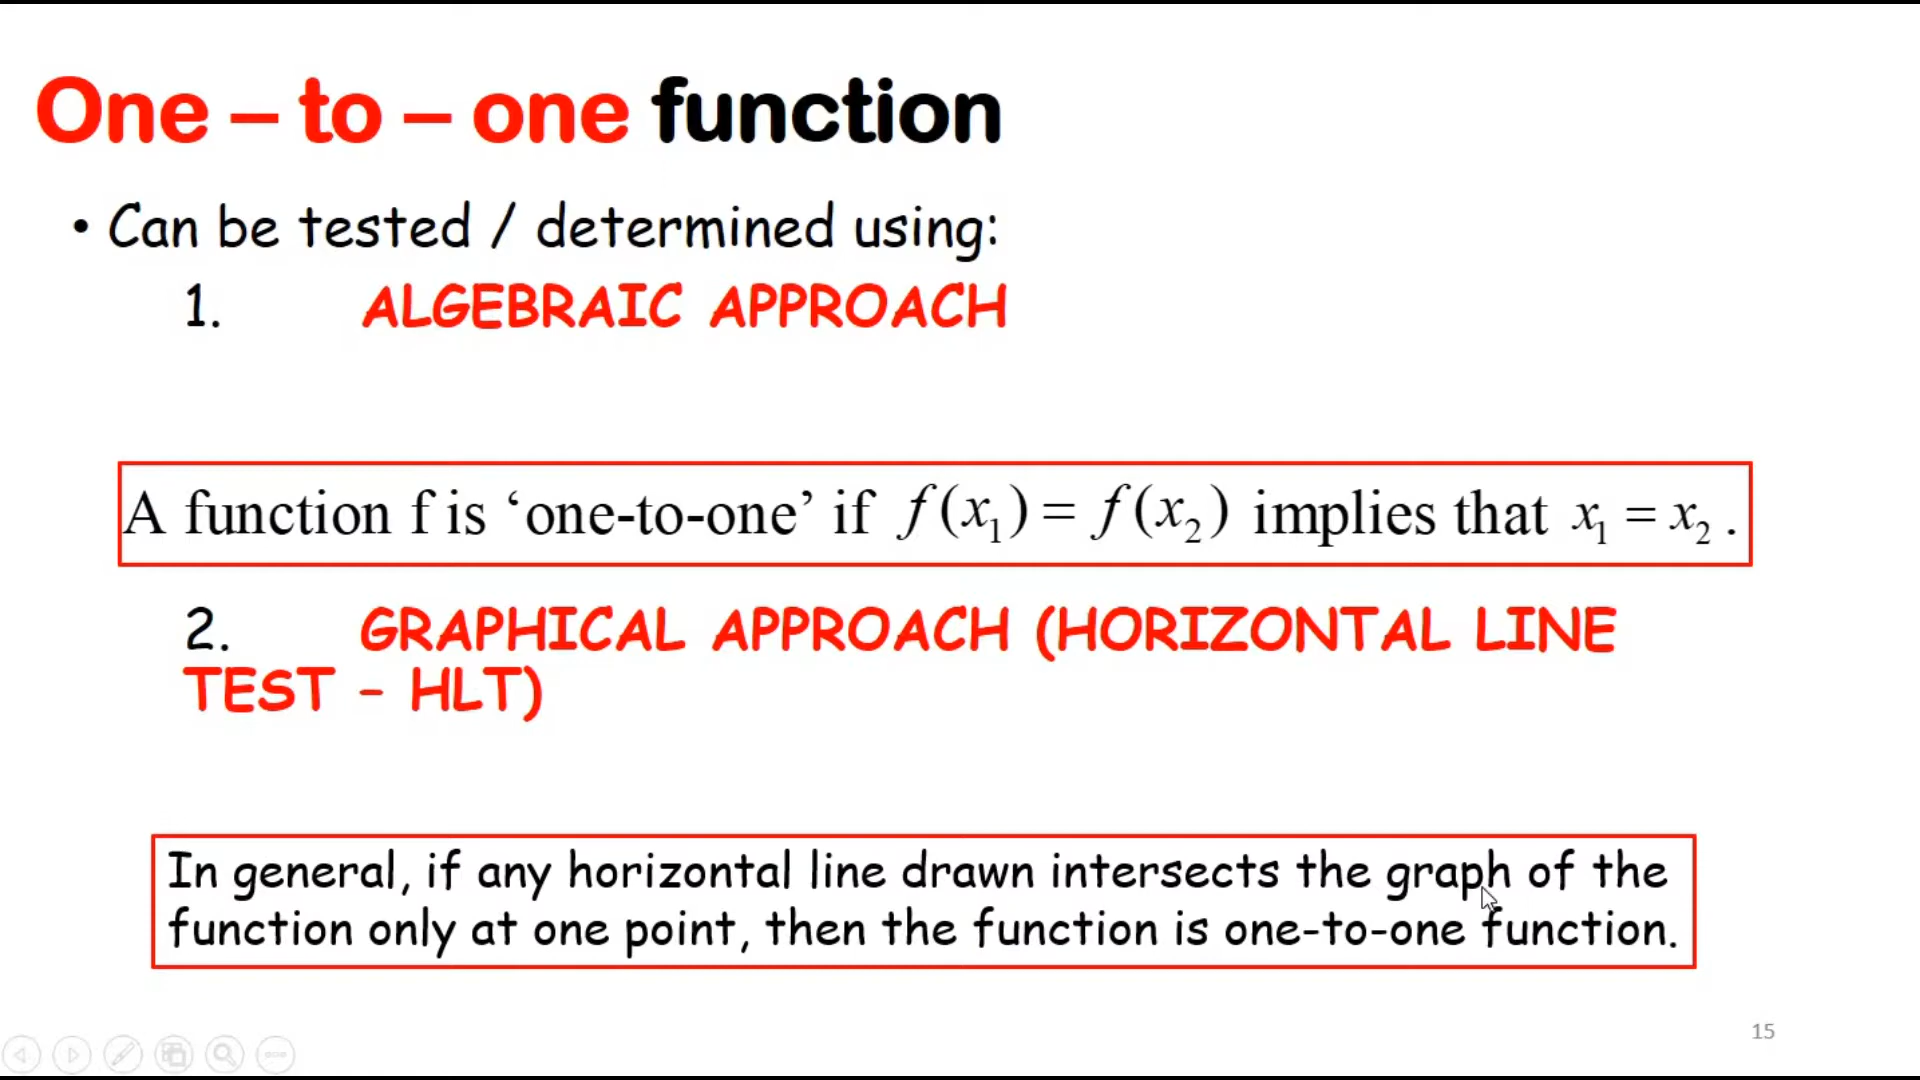 One – to – one function
• Can be tested / determined using:
1. ALGEBRAIC APPROACH
A function f is ‘one-to-one’ if f(x₁) = f(x₂) implies that x₁ = x₂ .
2. GRAPHICAL APPROACH (HORIZONTAL LINE
TEST – HLT)
In general, if any horizontal line drawn intersects the graph of the
function only at one point, then the function is one-to-one function.
15